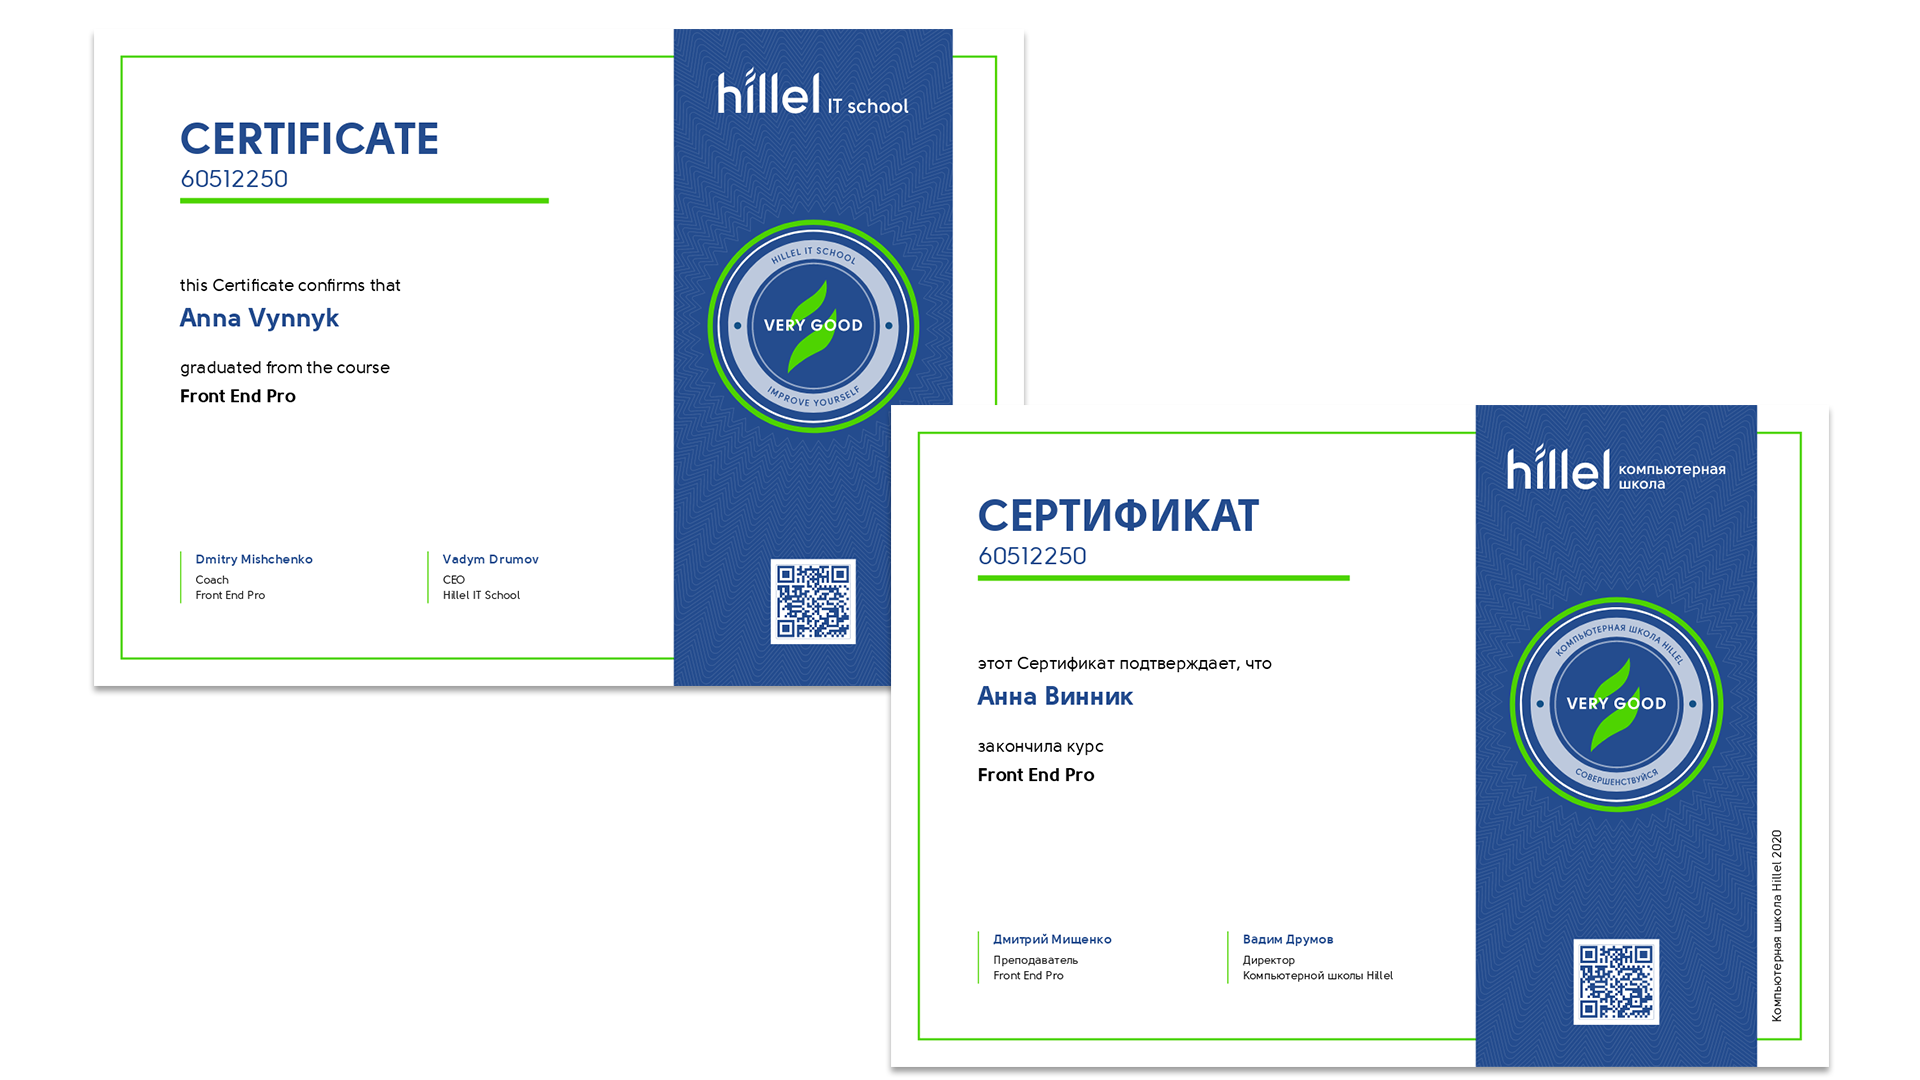 hillel IT school
CERTIFICATE
60512250
this Certificate confirms that
Anna Vynnyk
graduated from the course
Front End Pro
HILLEL IT SCHOOL
VERY GOOD
IMPROVE YOURSELF
Dmitry Mishchenko
Coach
Front End Pro
Vadym Drumov
CEO
Hillel IT School
hillel компьютерная
школа
СЕРТИФИКАТ
60512250
этот Сертификат подтверждает, что
Анна Винник
закончила курс
Front End Pro
КОМПЬЮТЕРНАЯ ШКОЛА HILLEL
VERY GOOD
СОВЕРШЕНСТВУЙСЯ
Дмитрий Мищенко
Преподаватель
Front End Pro
Вадим Друмов
Директор
Компьютерной школы Hillel
Компьютерная школа Hillel 2020